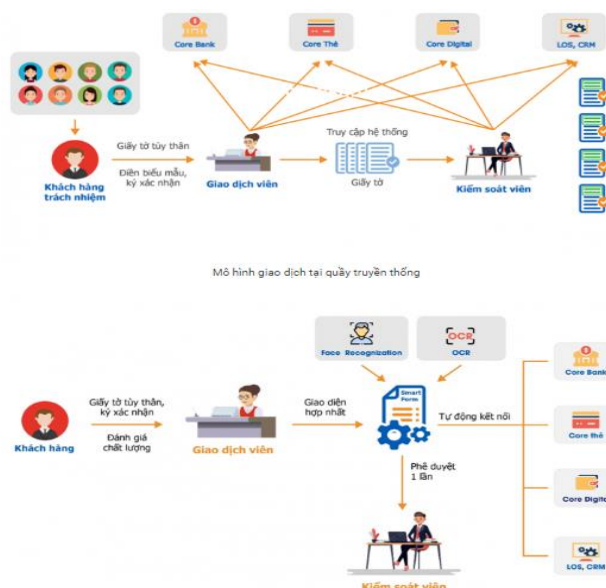 Core Bank
Core Thẻ
Core Digital
LOS, CRM
Giấy tờ tùy thân
Điền biểu mẫu,
ký xác nhận
Truy cập hệ thống
Giấy tờ
Khách hàng
trách nhiệm
Giao dịch viên
Kiểm soát viên
Mô hình giao dịch tại quầy truyền thống
Face Recognization
OCR
OCR
Smart
Form
Core Bank
Giấy tờ tùy thân,
ký xác nhận
Giao diện
hợp nhất
Tự động kết nối
Đánh giá
chất lượng
Khách hàng
Giao dịch viên
Core thẻ
Phê duyệt
1 lần
Core Digital
LOS, CRM
Kiểm soát viên